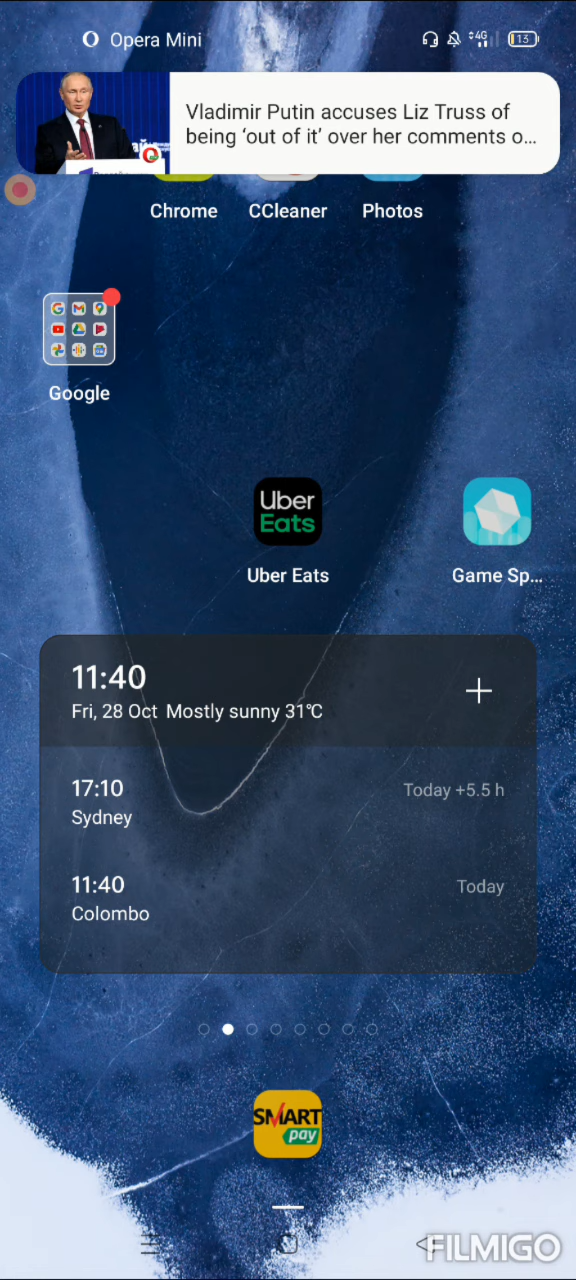 Opera Mini
4G
13
Vladimir Putin accuses Liz Truss of
being ‘out of it’ over her comments o...
Chrome
CCleaner
Photos
Google
Uber
Eats
Uber Eats
Game Sp...
11:40
Fri, 28 Oct Mostly sunny 31℃
17:10
Today +5.5 h
Sydney
11:40
Today
Colombo
SMART
pay
FILMIGO